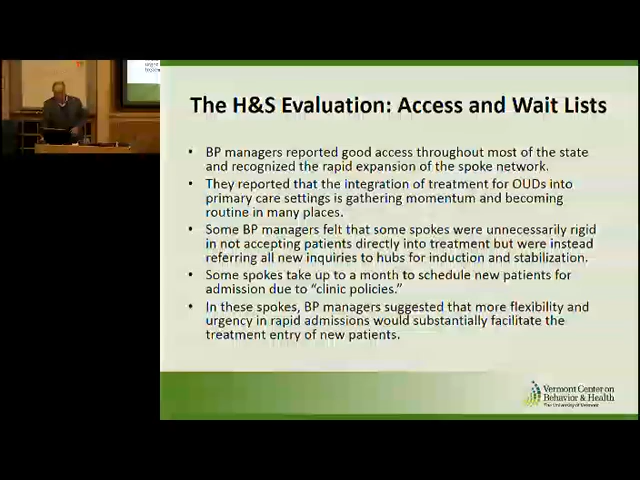 The H&S Evaluation: Access and Wait Lists
• BP managers reported good access throughout most of the state
and recognized the rapid expansion of the spoke network.
• They reported that the integration of treatment for OUDs into
primary care settings is gathering momentum and becoming
routine in many places.
• Some BP managers felt that some spokes were unnecessarily rigid
in not accepting patients directly into treatment but were instead
referring all new inquiries to hubs for induction and stabilization.
• Some spokes take up to a month to schedule new patients for
admission due to “clinic policies.”
• In these spokes, BP managers suggested that more flexibility and
urgency in rapid admissions would substantially facilitate the
treatment entry of new patients.
Vermont Center on
Behavior & Health
The University of Vermont